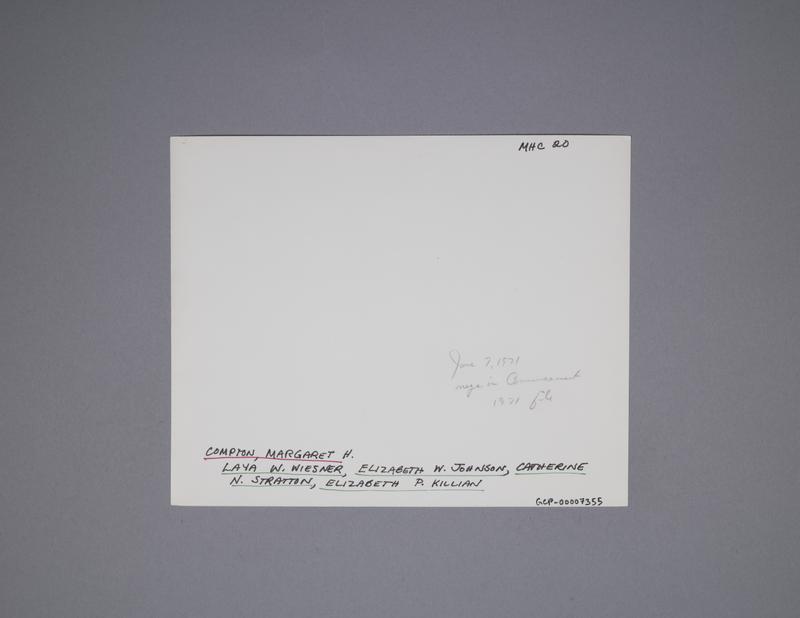 MHC 20
June 7, 1971
negs in Commencement
1971 file
COMPTON, MARGARET H.
LAYA W. WIESNER, ELIZABETH W. JOHNSON, CATHERINE
N. STRATTON, ELIZABETH P. KILLIAN
GCP-00007355